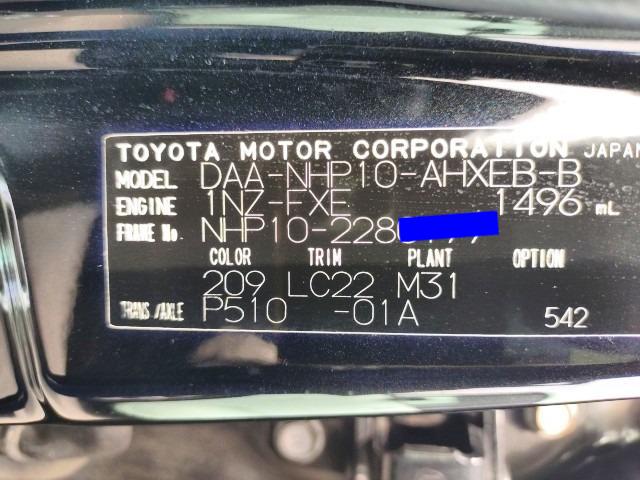 TOYOTA MOTOR CORPORATION JAPAN
MODEL DAA-NHP10-AHXEB-B
ENGINE 1NZ-FXE 1496 mL
FRAME No NHP10-228
COLOR TRIM PLANT OPTION
209 LC22 M31
TRANS/AXLE P510 -01A 542